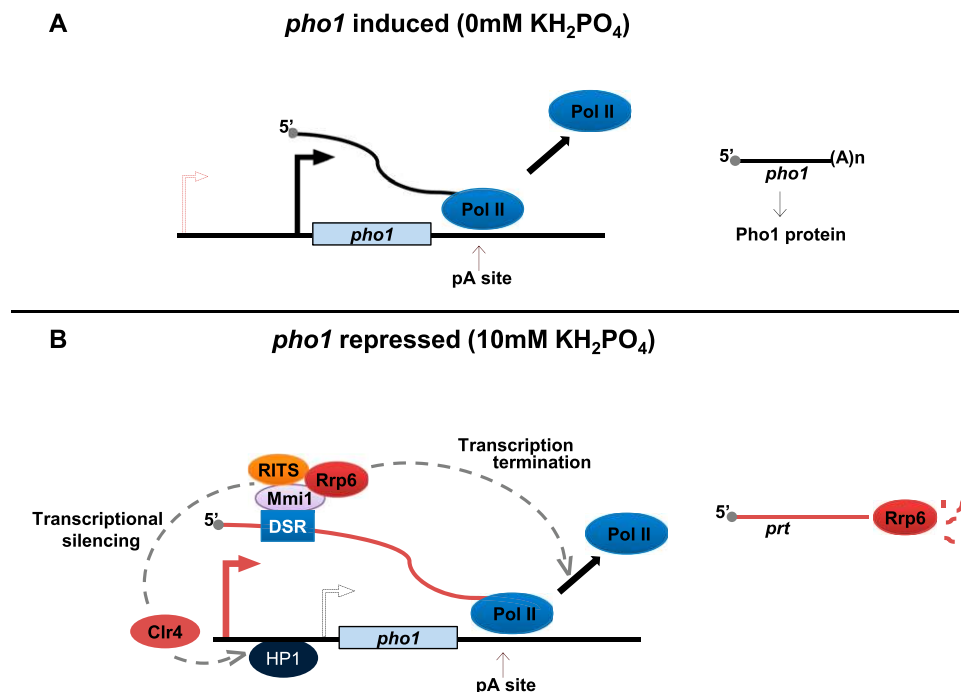 A
pho1 induced (0mM KH₂PO₄)
Pol II
5’
5’
(A)n
pho1
Pol II
pho1
Pho1 protein
pA site
B
pho1 repressed (10mM KH₂PO₄)
Transcription
termination
RITS
Rrp6
Mmi1
Transcriptional
silencing
5’
DSR
Pol II
Rrp6
prt
Pol II
Clr4
HP1
pho1
pA site